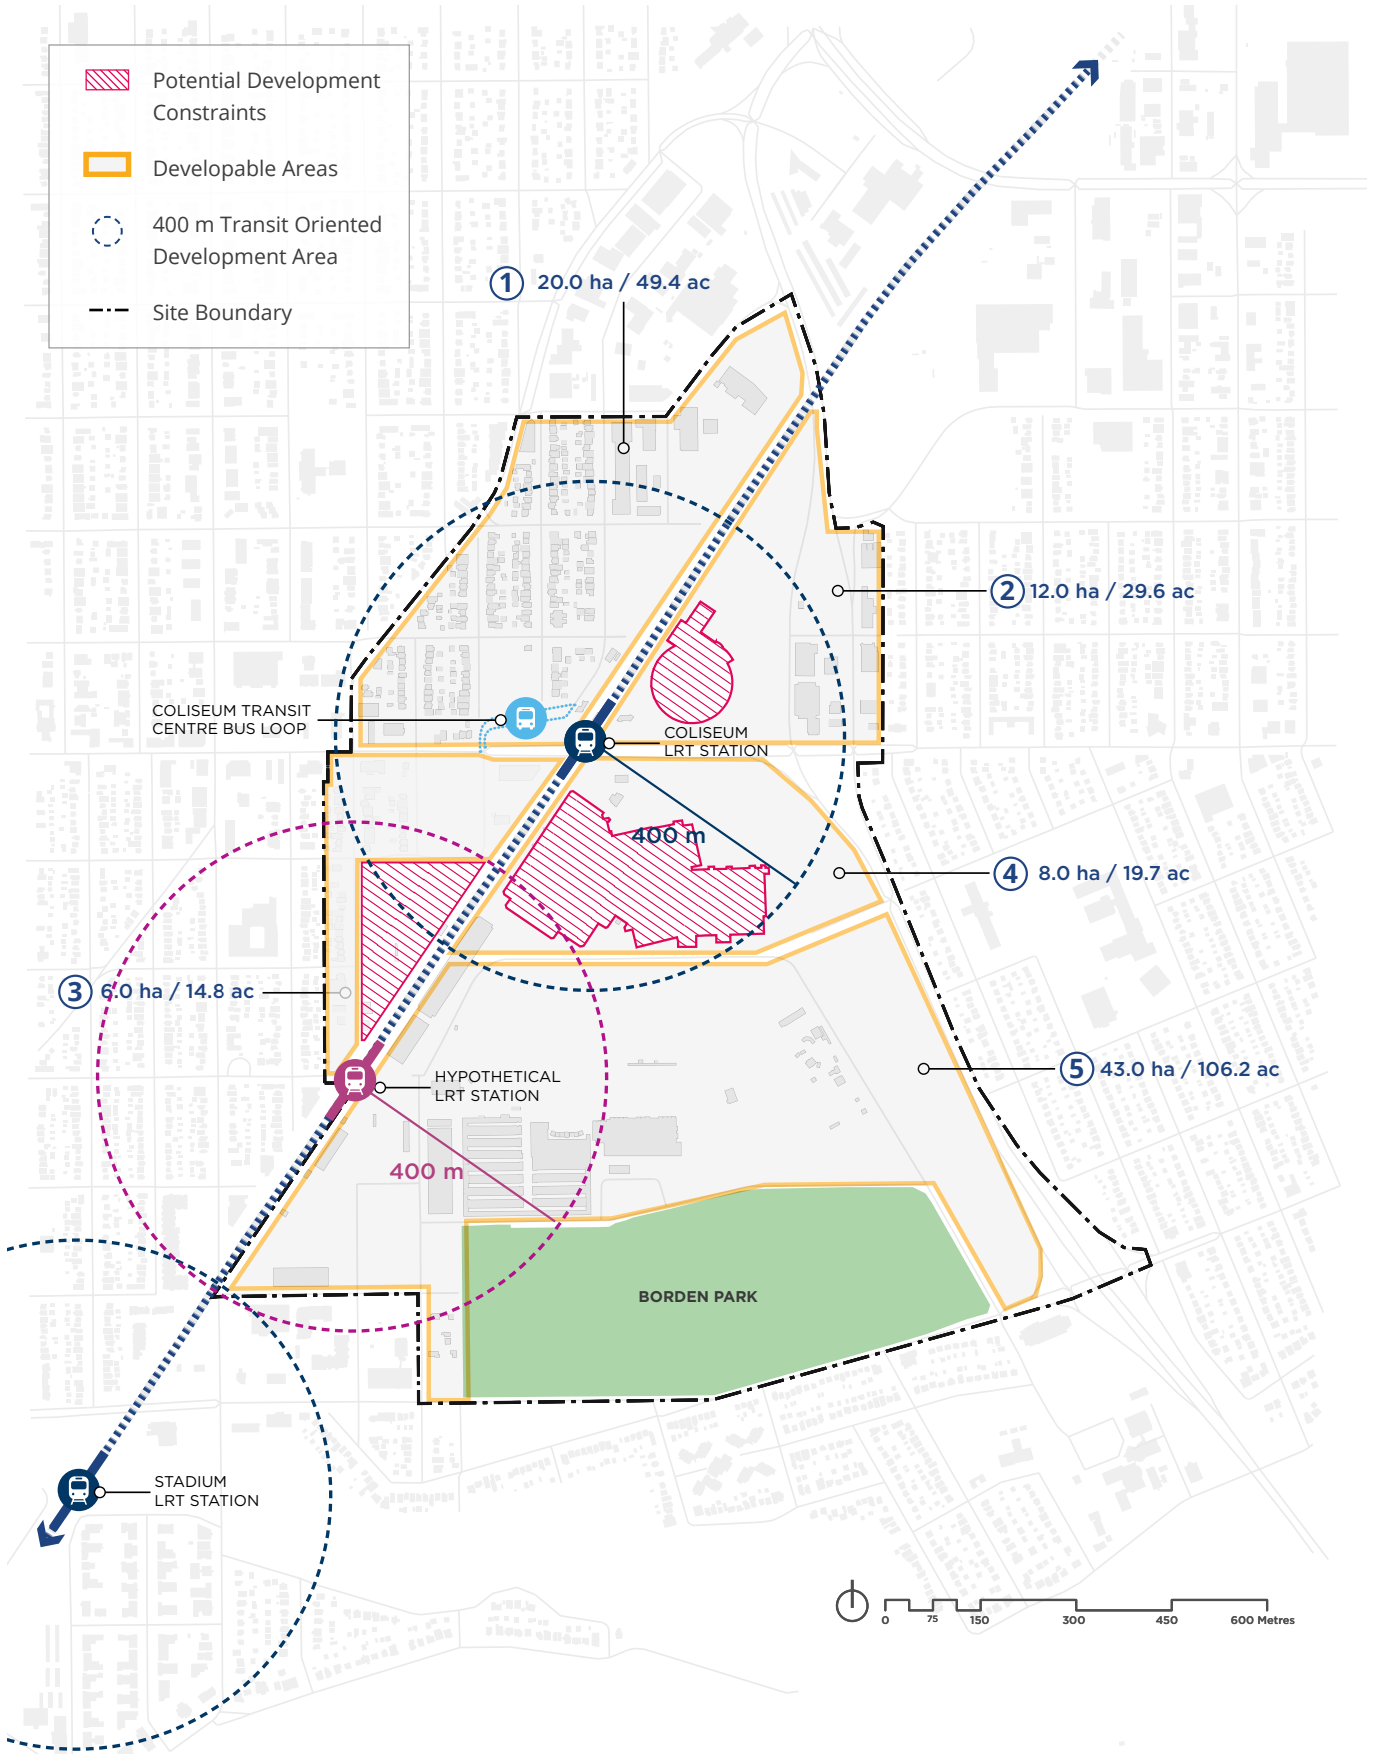 Potential Development
Constraints
Developable Areas
400 m Transit Oriented
Development Area
Site Boundary
1 20.0 ha / 49.4 ac
2 12.0 ha / 29.6 ac
COLISEUM TRANSIT
CENTRE BUS LOOP
COLISEUM
LRT STATION
400 m
4 8.0 ha / 19.7 ac
3 6.0 ha / 14.8 ac
5 43.0 ha / 106.2 ac
HYPOTHETICAL
LRT STATION
400 m
BORDEN PARK
STADIUM
LRT STATION
0 75 150 300 450 600 Metres